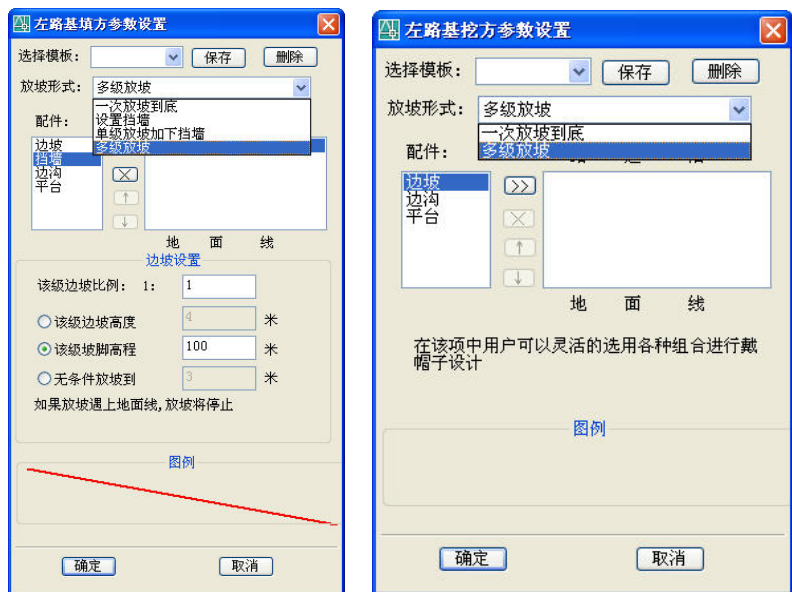 左路基填方参数设置
选择模板：
保存
删除
放坡形式：
多级放坡
一次放坡到底
设置挡墙
单级放坡加下挡墙
多级放坡
配件：
边坡
挡墙
边沟
平台
地 面 线
边坡设置
该级边坡比例： 1： 1
该级边坡高度 4 米
该级坡脚高程 100 米
无条件放坡到 3 米
如果放坡遇上地面线,放坡将停止
图例
确定
取消
左路基挖方参数设置
选择模板：
保存
删除
放坡形式：
多级放坡
一次放坡到底
多级放坡
配件：
边坡
边沟
平台
>>
地 面 线
在该项中用户可以灵活的选用各种组合进行戴
帽子设计
图例
确定
取消